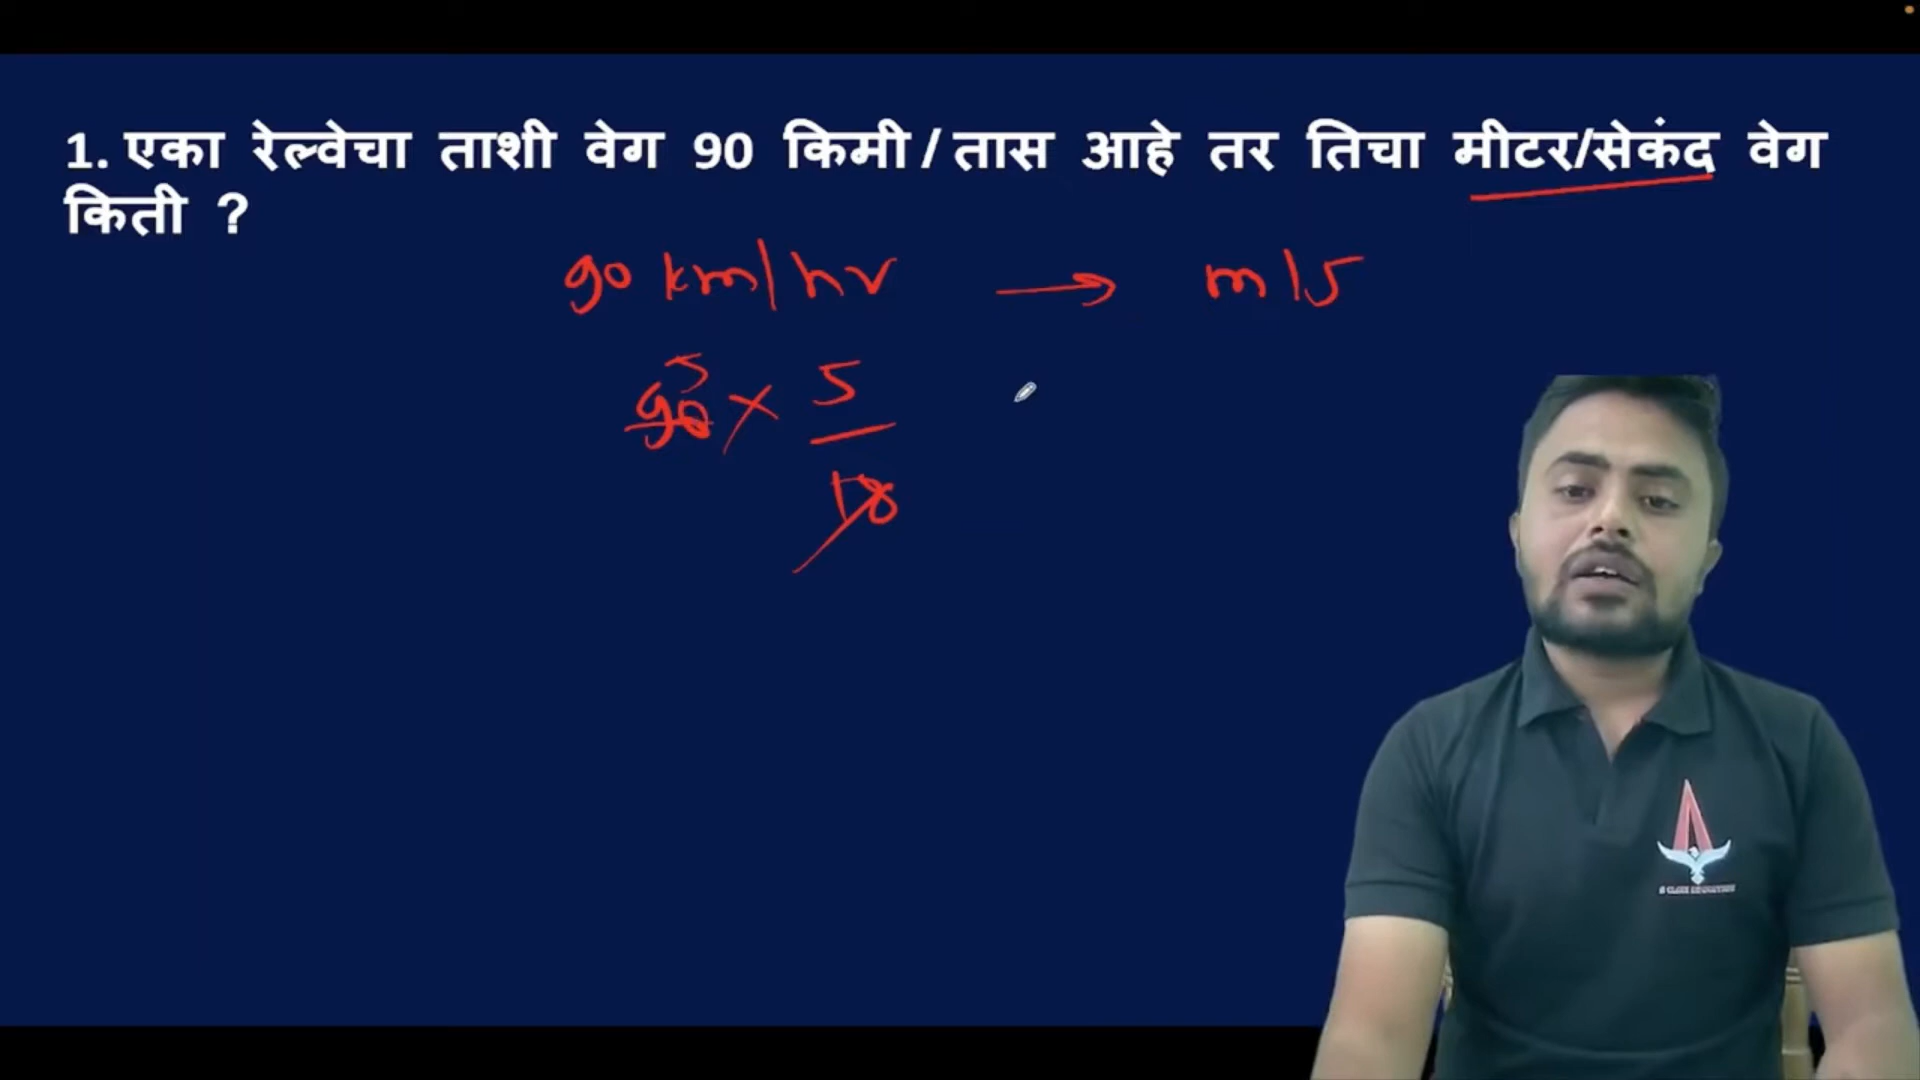 1. एका रेल्वेचा ताशी वेग 90 किमी / तास आहे तर तिचा मीटर/सेकंद वेग
किती ?
90 km/hr → m/s
5
90 × 5
18